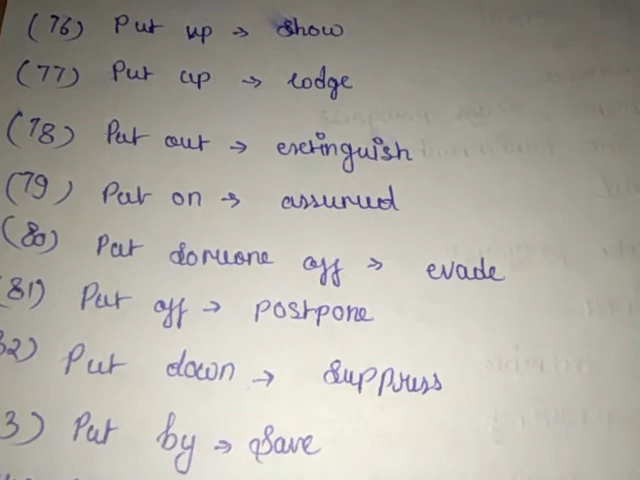 (76) Put up → show
(77) Put up → lodge
(78) Put out → extinguish
(79) Put on → assumed
(80) Put someone off → evade
(81) Put off → postpone
82) Put down → suppress
3) Put by → Save